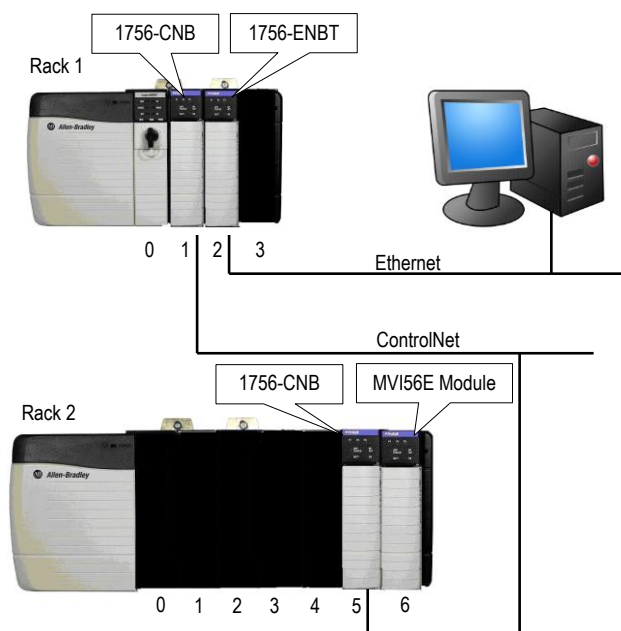 1756-CNB
1756-ENBT
Rack 1
Allen-Bradley
0 1 2 3
Ethernet
ControlNet
1756-CNB
MVI56E Module
Rack 2
Allen-Bradley
0 1 2 3 4 5 6